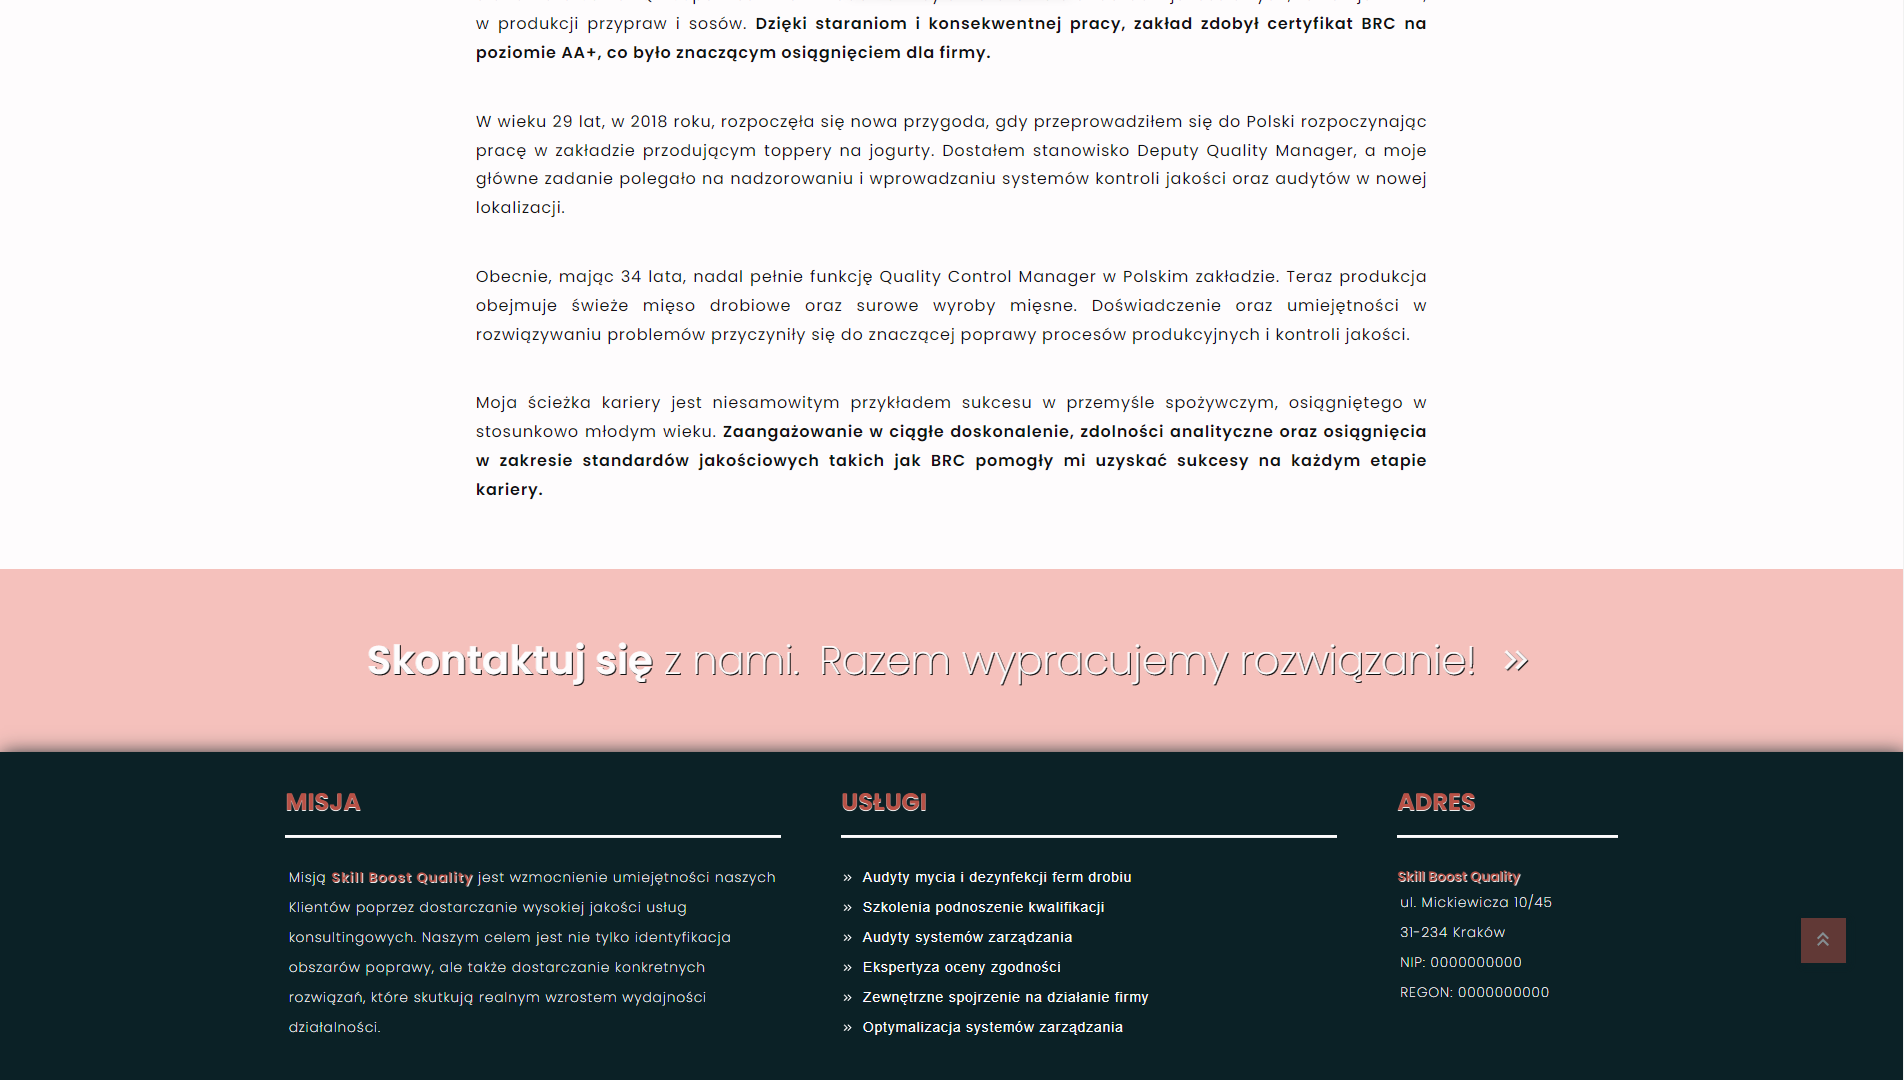 w produkcji przypraw i sosów. Dzięki staraniom i konsekwentnej pracy, zakład zdobył certyfikat BRC na
poziomie AA+, co było znaczącym osiągnięciem dla firmy.
W wieku 29 lat, w 2018 roku, rozpoczęła się nowa przygoda, gdy przeprowadziłem się do Polski rozpoczynając
pracę w zakładzie przodującym toppery na jogurty. Dostałem stanowisko Deputy Quality Manager, a moje
główne zadanie polegało na nadzorowaniu i wprowadzaniu systemów kontroli jakości oraz audytów w nowej
lokalizacji.
Obecnie, mając 34 lata, nadal pełnie funkcję Quality Control Manager w Polskim zakładzie. Teraz produkcja
obejmuje świeże mięso drobiowe oraz surowe wyroby mięsne. Doświadczenie oraz umiejętności w
rozwiązywaniu problemów przyczyniły się do znaczącej poprawy procesów produkcyjnych i kontroli jakości.
Moja ścieżka kariery jest niesamowitym przykładem sukcesu w przemyśle spożywczym, osiągniętego w
stosunkowo młodym wieku. Zaangażowanie w ciągłe doskonalenie, zdolności analityczne oraz osiągnięcia
w zakresie standardów jakościowych takich jak BRC pomogły mi uzyskać sukcesy na każdym etapie
kariery.
Skontaktuj się z nami. Razem wypracujemy rozwiązanie! »
MISJA
Misją Skill Boost Quality jest wzmocnienie umiejętności naszych
Klientów poprzez dostarczanie wysokiej jakości usług
konsultingowych. Naszym celem jest nie tylko identyfikacja
obszarów poprawy, ale także dostarczanie konkretnych
rozwiązań, które skutkują realnym wzrostem wydajności
działalności.
USŁUGI
» Audyty mycia i dezynfekcji ferm drobiu
» Szkolenia podnoszenie kwalifikacji
» Audyty systemów zarządzania
» Ekspertyza oceny zgodności
» Zewnętrzne spojrzenie na działanie firmy
» Optymalizacja systemów zarządzania
ADRES
Skill Boost Quality
ul. Mickiewicza 10/45
31-234 Kraków
NIP: 0000000000
REGON: 0000000000